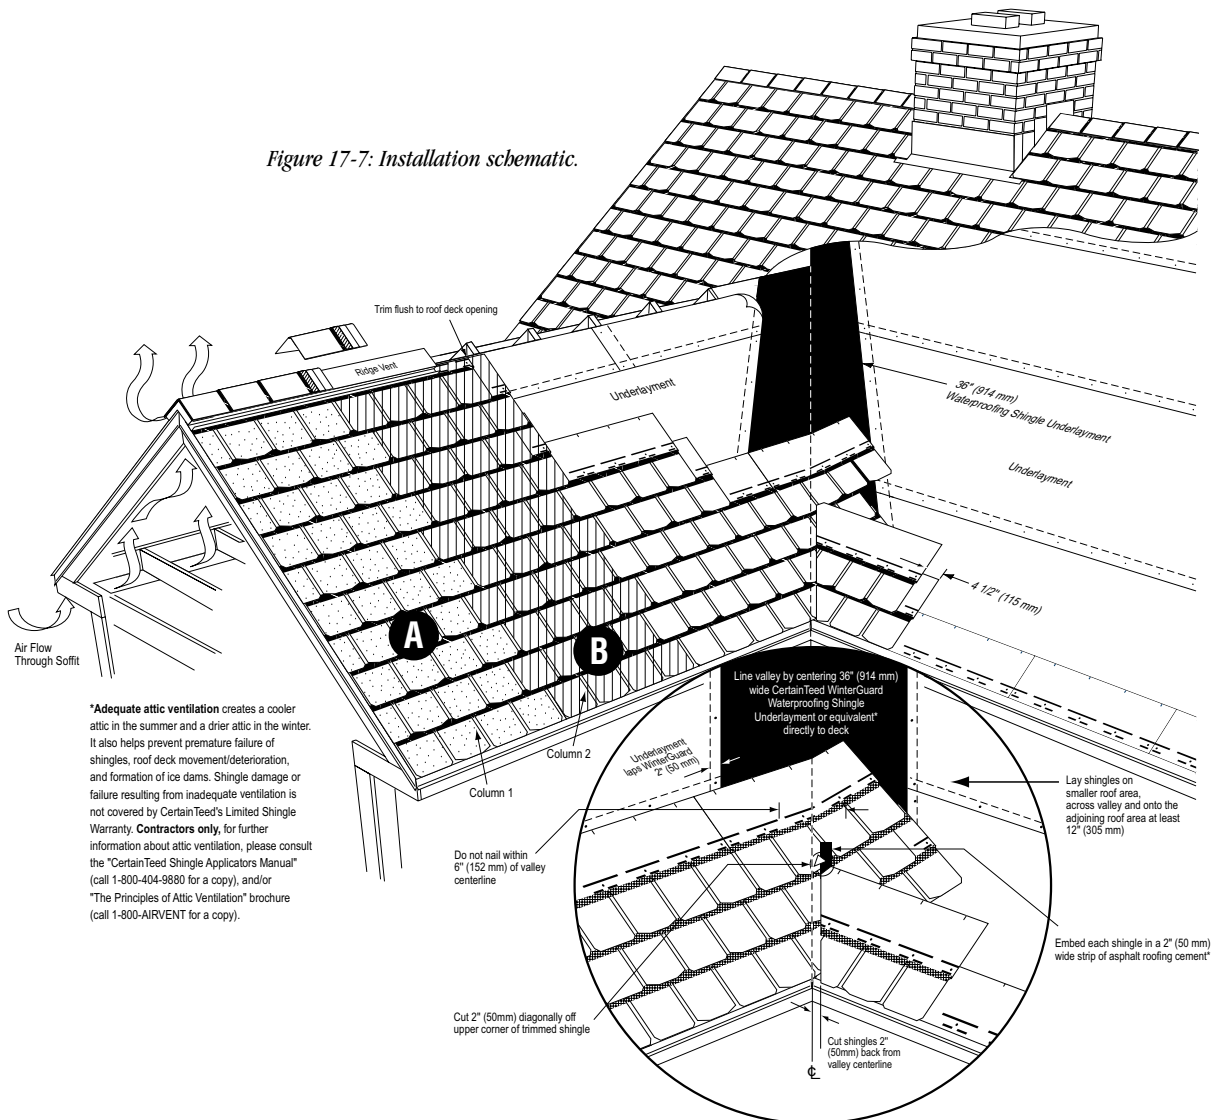 Figure 17-7: Installation schematic.
Trim flush to roof deck opening
Ridge Vent
Underlayment
36" (914 mm)
Waterproofing Shingle Underlayment
Underlayment
4 1/2" (115 mm)
A
B
Air Flow
Through Soffit
Column 2
Column 1
*Adequate attic ventilation creates a cooler
attic in the summer and a drier attic in the winter.
It also helps prevent premature failure of
shingles, roof deck movement/deterioration,
and formation of ice dams. Shingle damage or
failure resulting from inadequate ventilation is
not covered by CertainTeed's Limited Shingle
Warranty. Contractors only, for further
information about attic ventilation, please consult
the "CertainTeed Shingle Applicators Manual"
(call 1-800-404-9880 for a copy), and/or
"The Principles of Attic Ventilation" brochure
(call 1-800-AIRVENT for a copy).
Line valley by centering 36" (914 mm)
wide CertainTeed WinterGuard
Waterproofing Shingle
Underlayment or equivalent*
directly to deck
Underlayment
laps WinterGuard
2" (50 mm)
Lay shingles on
smaller roof area,
across valley and onto the
adjoining roof area at least
12" (305 mm)
Do not nail within
6" (152 mm) of valley
centerline
Embed each shingle in a 2" (50 mm)
wide strip of asphalt roofing cement*
Cut 2" (50mm) diagonally off
upper corner of trimmed shingle
Cut shingles 2"
(50mm) back from
valley centerline
℄